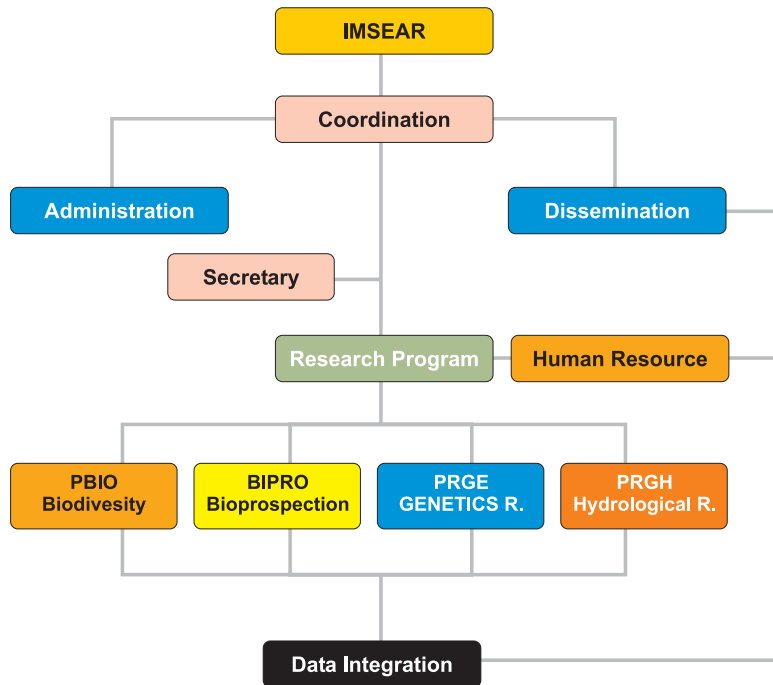 IMSEAR
Coordination
Administration
Dissemination
Secretary
Research Program
Human Resource
PBIO
Biodivesity
BIPRO
Bioprospection
PRGE
GENETICS R.
PRGH
Hydrological R.
Data Integration